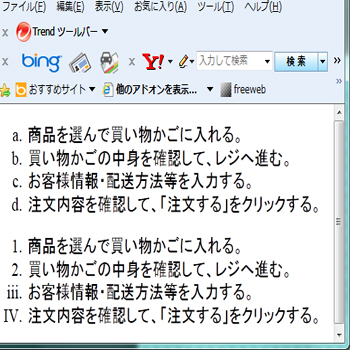 ファイル(F) 編集(E) 表示(V) お気に入り(A) ツール(T) ヘルプ(H)
x Trend ツールバー
x bing x Y! 入力して検索 検索 »
おすすめサイト 他のアドオンを表示... freeweb »
a. 商品を選んで買い物かごに入れる。
b. 買い物かごの中身を確認して、レジへ進む。
c. お客様情報・配送方法等を入力する。
d. 注文内容を確認して、「注文する」をクリックする。
1. 商品を選んで買い物かごに入れる。
2. 買い物かごの中身を確認して、レジへ進む。
iii. お客様情報・配送方法等を入力する。
IV. 注文内容を確認して、「注文する」をクリックする。